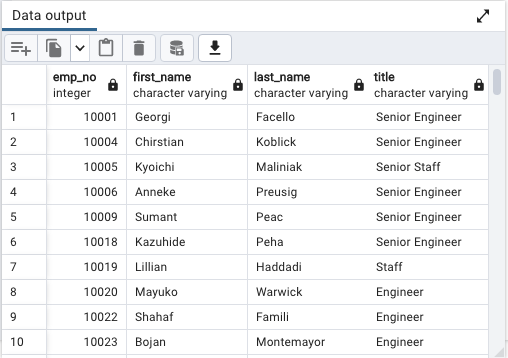 Data output
emp_no first_name last_name title
integer character varying character varying character varying
1 10001 Georgi Facello Senior Engineer
2 10004 Chirstian Koblick Senior Engineer
3 10005 Kyoichi Maliniak Senior Staff
4 10006 Anneke Preusig Senior Engineer
5 10009 Sumant Peac Senior Engineer
6 10018 Kazuhide Peha Senior Engineer
7 10019 Lillian Haddadi Staff
8 10020 Mayuko Warwick Engineer
9 10022 Shahaf Famili Engineer
10 10023 Bojan Montemayor Engineer